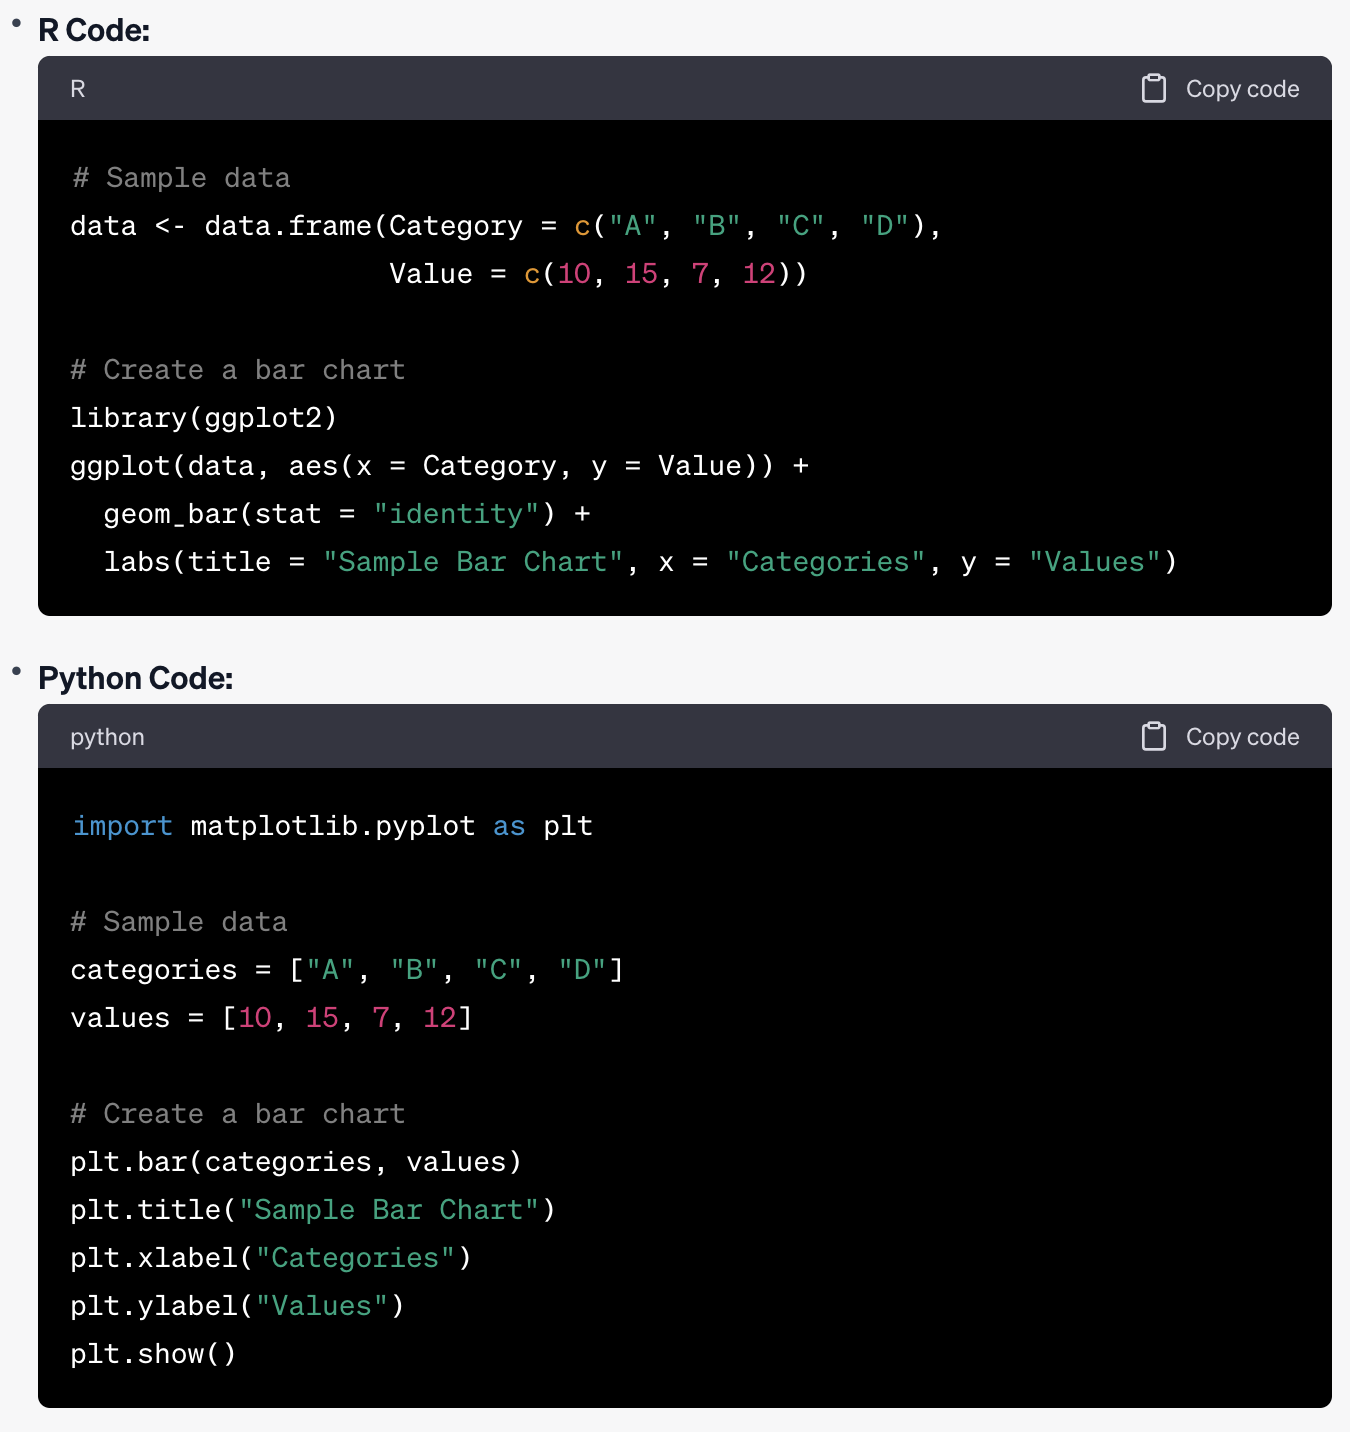 • R Code:
R Copy code
# Sample data
data <- data.frame(Category = c("A", "B", "C", "D"),
                   Value = c(10, 15, 7, 12))
# Create a bar chart
library(ggplot2)
ggplot(data, aes(x = Category, y = Value)) +
  geom_bar(stat = "identity") +
  labs(title = "Sample Bar Chart", x = "Categories", y = "Values")
• Python Code:
python Copy code
import matplotlib.pyplot as plt
# Sample data
categories = ["A", "B", "C", "D"]
values = [10, 15, 7, 12]
# Create a bar chart
plt.bar(categories, values)
plt.title("Sample Bar Chart")
plt.xlabel("Categories")
plt.ylabel("Values")
plt.show()